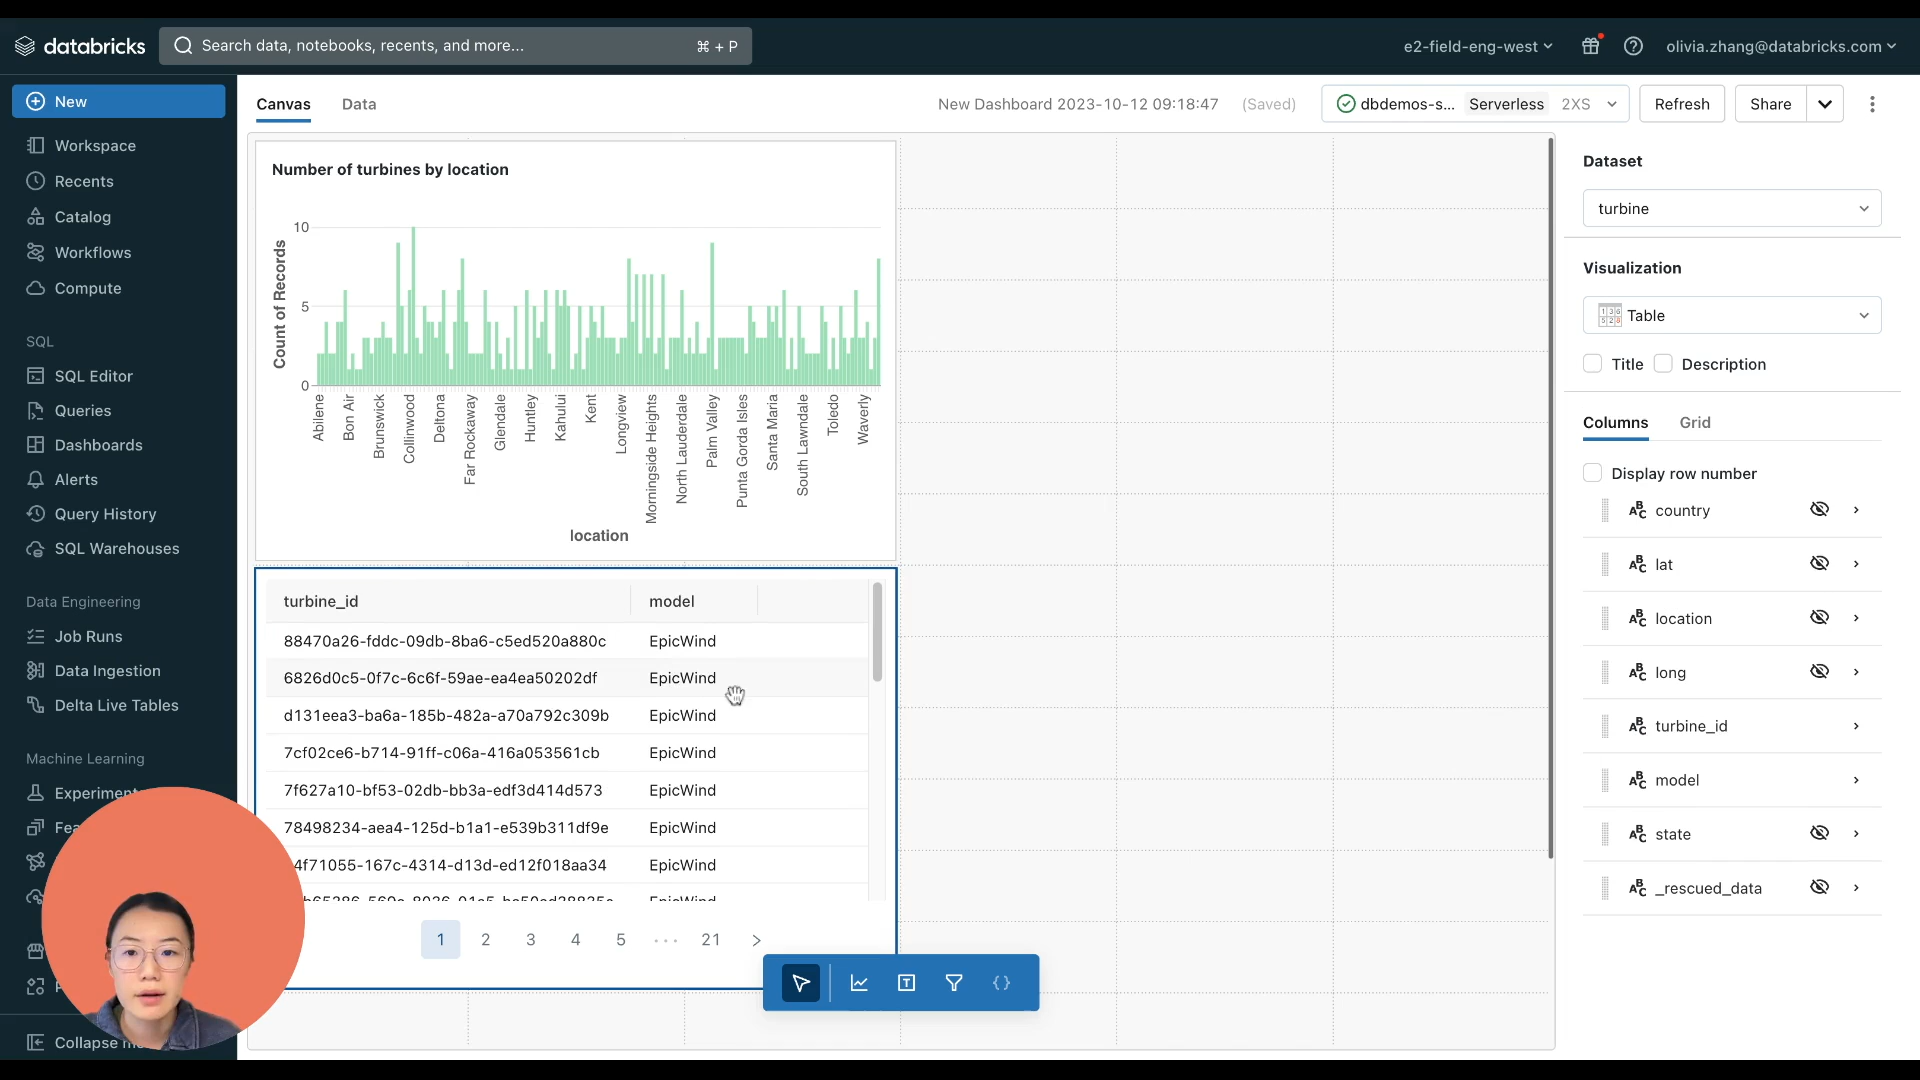 databricks
Search data, notebooks, recents, and more...
⌘ + P
e2-field-eng-west
olivia.zhang@databricks.com
New
Workspace
Recents
Catalog
Workflows
Compute
SQL
SQL Editor
Queries
Dashboards
Alerts
Query History
SQL Warehouses
Data Engineering
Job Runs
Data Ingestion
Delta Live Tables
Machine Learning
Experiment
Fea
Collapse m
Canvas
Data
New Dashboard 2023-10-12 09:18:47
(Saved)
dbdemos-s...
Serverless
2XS
Refresh
Share
Number of turbines by location
Count of Records
10
5
0
Abilene
Bon Air
Brunswick
Collinwood
Deltona
Far Rockaway
Glendale
Huntley
Kahului
Kent
Longview
Morningside Heights
North Lauderdale
Palm Valley
Punta Gorda Isles
Santa Maria
South Lawndale
Toledo
Waverly
location
turbine_id model
88470a26-fddc-09db-8ba6-c5ed520a880c EpicWind
6826d0c5-0f7c-6c6f-59ae-ea4ea50202df EpicWind
d131eea3-ba6a-185b-482a-a70a792c309b EpicWind
7cf02ce6-b714-91ff-c06a-416a053561cb EpicWind
7f627a10-bf53-02db-bb3a-edf3d414d573 EpicWind
78498234-aea4-125d-b1a1-e539b311df9e EpicWind
4f71055-167c-4314-d13d-ed12f018aa34 EpicWind
1 2 3 4 5 ••• 21 >
Dataset
turbine
Visualization
Table
Title
Description
Columns
Grid
Display row number
country
lat
location
long
turbine_id
model
state
_rescued_data